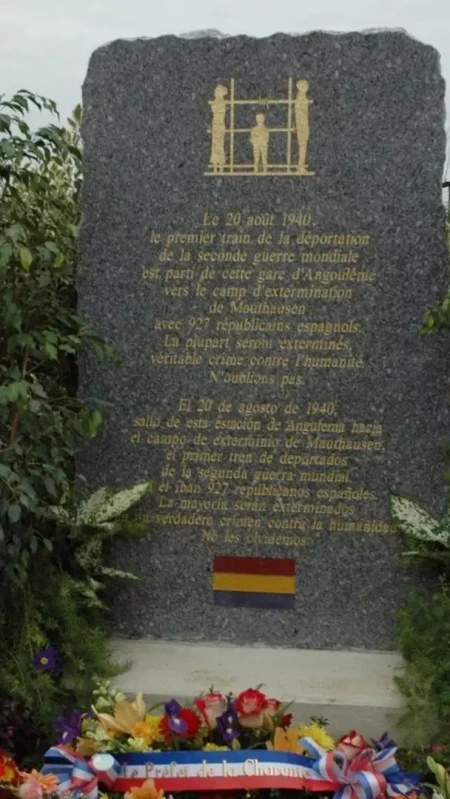 Le 20 août 1940,
le premier train de la déportation
de la seconde guerre mondiale
est parti de cette gare d'Angoulême
vers le camp d'extermination
de Mauthausen
avec 927 républicains espagnols.
La plupart seront exterminés,
véritable crime contre l'humanité.
N'oublions pas.
El 20 de agosto de 1940,
salío de esta estación de Angulema hacia
el campo de exterminio de Mauthausen,
el primer tren de deportados
de la segunda guerra mundial
el iban 927 republicanos españoles.
La mayoría serán exterminados
un verdadero crimen contra la humanidad.
No les olvidemos.
Le Préfet de la Charente